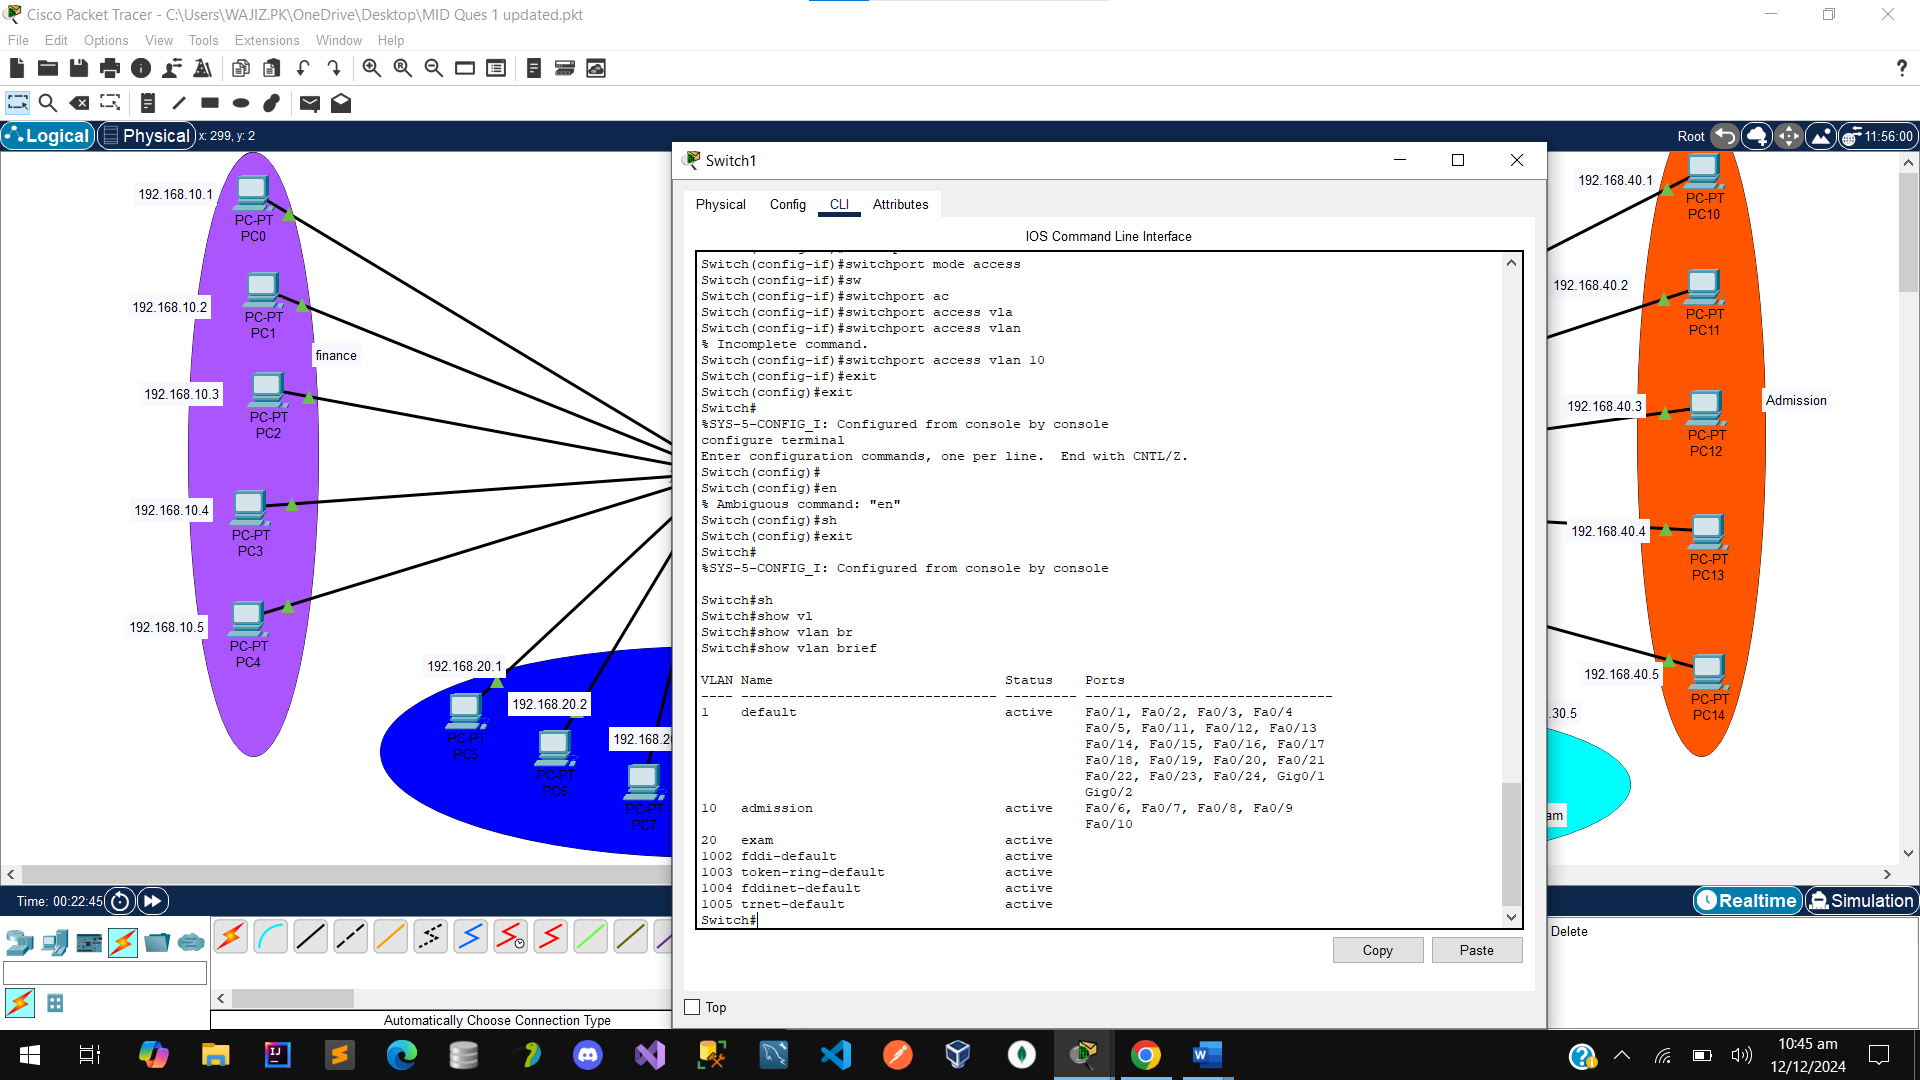 Cisco Packet Tracer - C:\Users\WAJIZ.PK\OneDrive\Desktop\MID Ques 1 updated.pkt
File Edit Options View Tools Extensions Window Help
?
Logical Physical x: 299, y: 2
Root 11:56:00
192.168.10.1
PC-PT
PC0
192.168.10.2
PC-PT
PC1
finance
192.168.10.3
PC-PT
PC2
192.168.10.4
PC-PT
PC3
192.168.10.5
PC-PT
PC4
192.168.20.1
PC-PT
PC5
192.168.20.2
PC-PT
PC6
192.168.20
PC-PT
PC7
Switch1
Physical Config CLI Attributes
IOS Command Line Interface
Switch(config-if)#switchport mode access
Switch(config-if)#sw
Switch(config-if)#switchport ac
Switch(config-if)#switchport access vla
Switch(config-if)#switchport access vlan
% Incomplete command.
Switch(config-if)#switchport access vlan 10
Switch(config-if)#exit
Switch(config)#exit
Switch#
%SYS-5-CONFIG_I: Configured from console by console
configure terminal
Enter configuration commands, one per line.  End with CNTL/Z.
Switch(config)#
Switch(config)#en
% Ambiguous command: "en"
Switch(config)#sh
Switch(config)#exit
Switch#
%SYS-5-CONFIG_I: Configured from console by console
Switch#sh
Switch#show vl
Switch#show vlan br
Switch#show vlan brief
VLAN Name                             Status    Ports
---- -------------------------------- --------- -------------------------------
1    default                          active    Fa0/1, Fa0/2, Fa0/3, Fa0/4
Fa0/5, Fa0/11, Fa0/12, Fa0/13
Fa0/14, Fa0/15, Fa0/16, Fa0/17
Fa0/18, Fa0/19, Fa0/20, Fa0/21
Fa0/22, Fa0/23, Fa0/24, Gig0/1
Gig0/2
10   admission                        active    Fa0/6, Fa0/7, Fa0/8, Fa0/9
Fa0/10
20   exam                             active
1002 fddi-default                     active
1003 token-ring-default               active
1004 fddinet-default                  active
1005 trnet-default                    active
Switch#
Copy Paste
Top
192.168.40.1
PC-PT
PC10
192.168.40.2
PC-PT
PC11
192.168.40.3
Admission
PC-PT
PC12
192.168.40.4
PC-PT
PC13
192.168.40.5
PC-PT
PC14
.30.5
am
Time: 00:22:45
Realtime Simulation
Delete
Automatically Choose Connection Type
10:45 am
12/12/2024